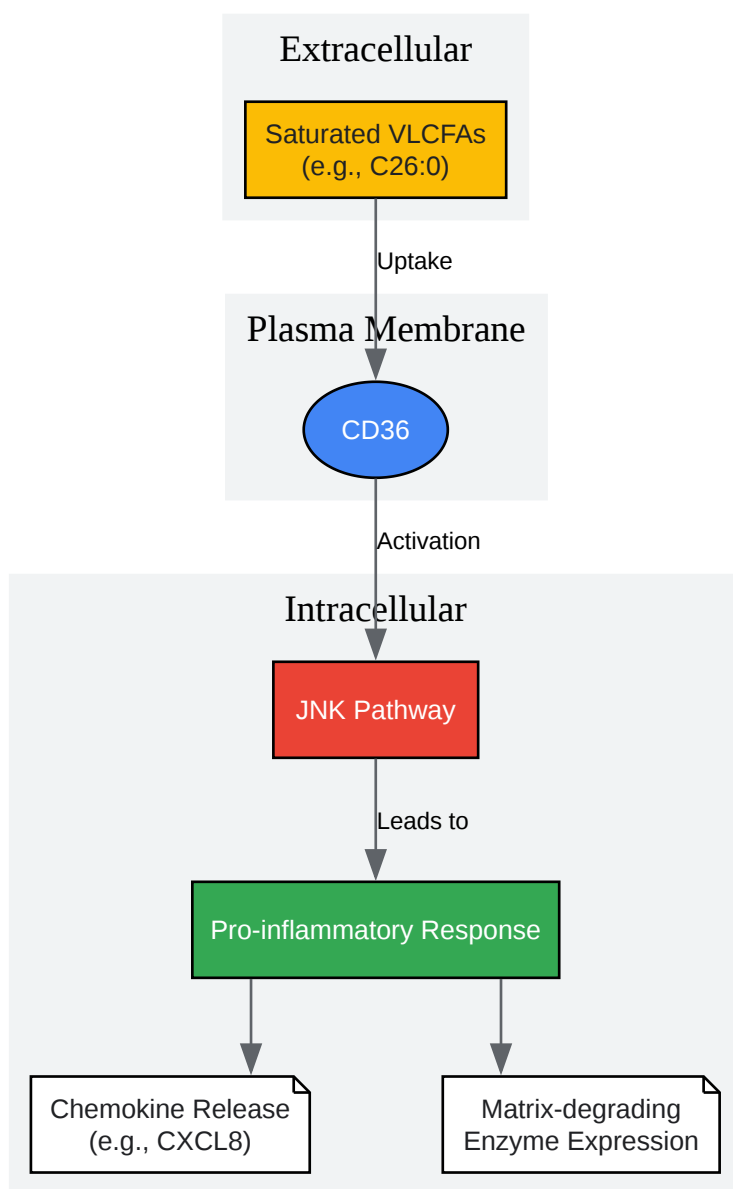 Extracellular
Saturated VLCFAs
(e.g., C26:0)
Uptake
Plasma Membrane
CD36
Activation
Intracellular
JNK Pathway
Leads to
Pro-inflammatory Response
Chemokine Release
(e.g., CXCL8)
Matrix-degrading
Enzyme Expression